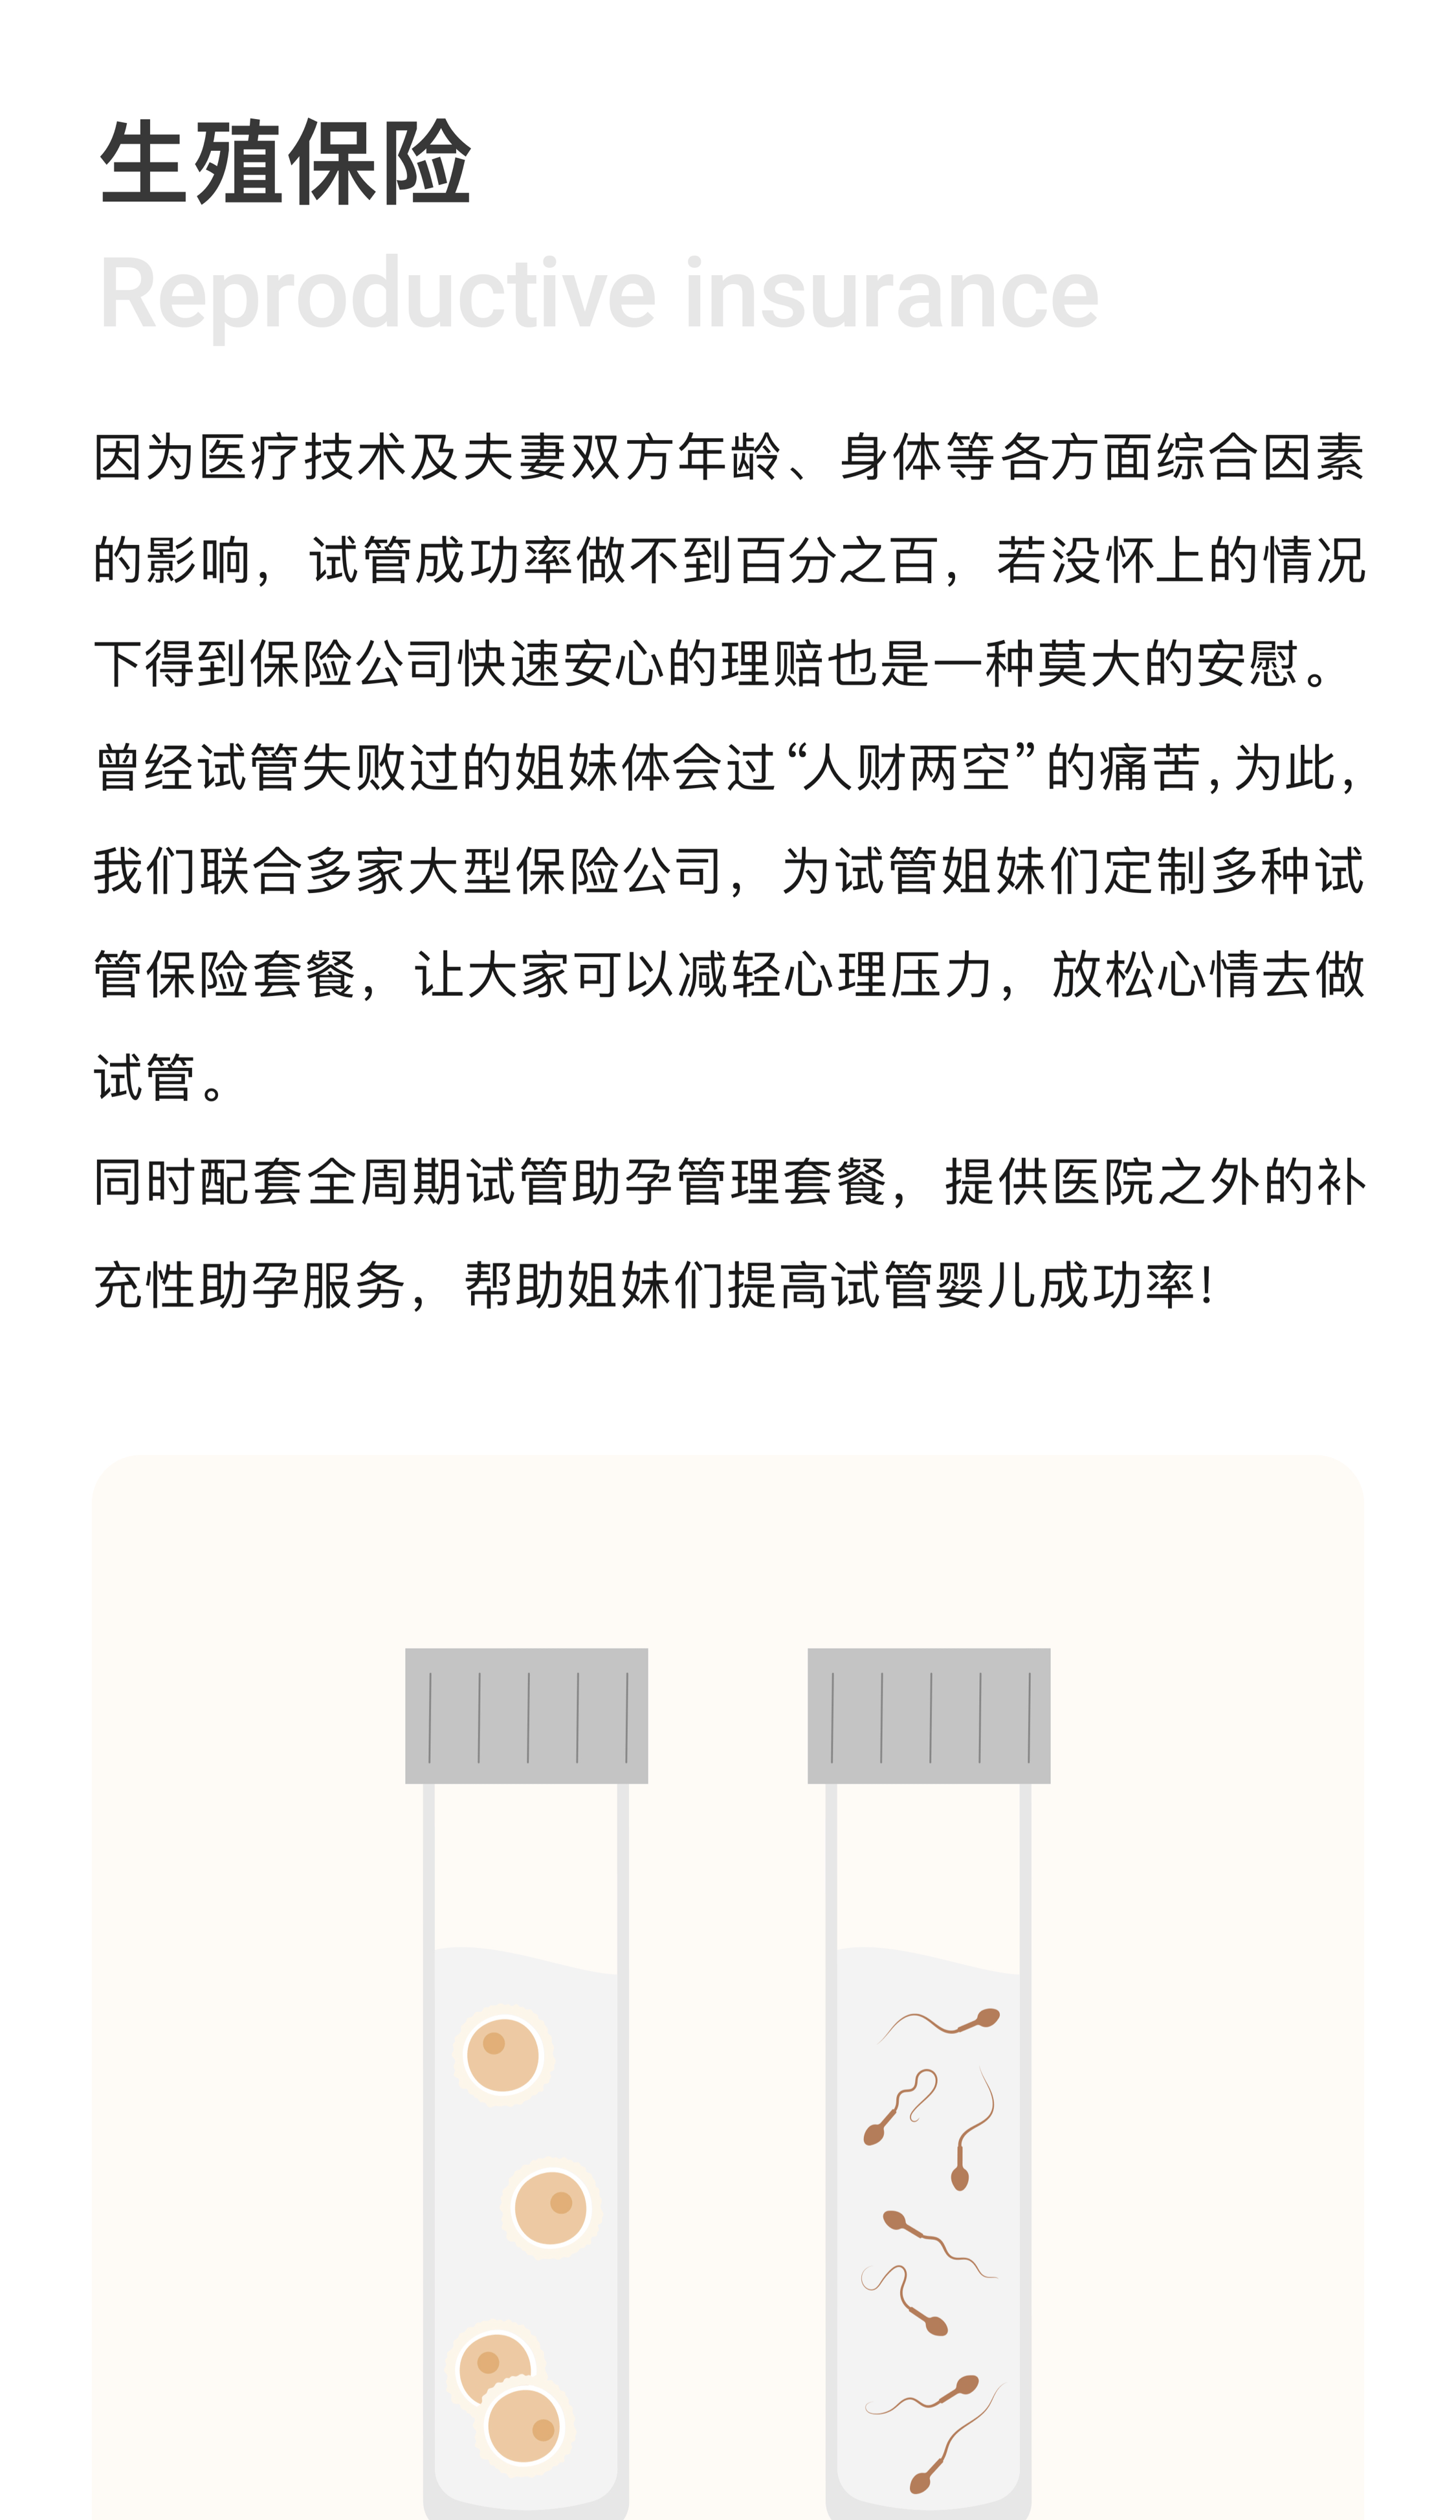 生殖保险
Reproductive insurance
因为医疗技术及夫妻双方年纪、身体等各方面综合因素
的影响，试管成功率做不到百分之百，若没怀上的情况
下得到保险公司快速安心的理赔也是一种莫大的安慰。
曾经试管失败过的姐妹体会过“人财两空”的痛苦，为此，
我们联合多家大型保险公司，为试管姐妹们定制多种试
管保险套餐，让大家可以减轻心理压力，放松心情去做
试管。
同时配套全周期试管助孕管理套餐，提供医院之外的补
充性助孕服务，帮助姐妹们提高试管婴儿成功率！